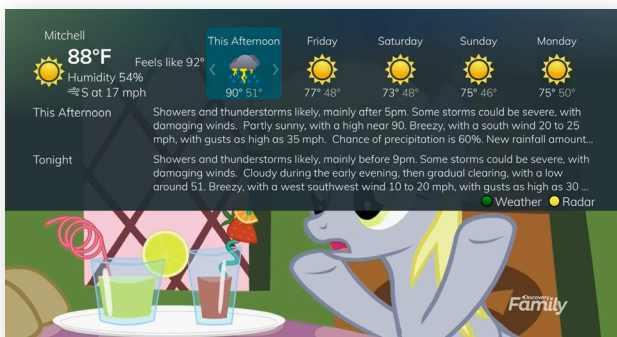 Mitchell
88°F
Feels like 92°
Humidity 54%
S at 17 mph
This Afternoon
90° 51°
Friday
77° 48°
Saturday
73° 48°
Sunday
75° 46°
Monday
75° 50°
This Afternoon
Showers and thunderstorms likely, mainly after 5pm. Some storms could be severe, with
damaging winds. Partly sunny, with a high near 90. Breezy, with a south wind 20 to 25
mph, with gusts as high as 35 mph. Chance of precipitation is 60%. New rainfall amount...
Tonight
Showers and thunderstorms likely, mainly before 9pm. Some storms could be severe, with
damaging winds. Cloudy during the early evening, then gradual clearing, with a low
around 51. Breezy, with a west southwest wind 10 to 20 mph, with gusts as high as 30 ...
Weather Radar
Discovery
Family